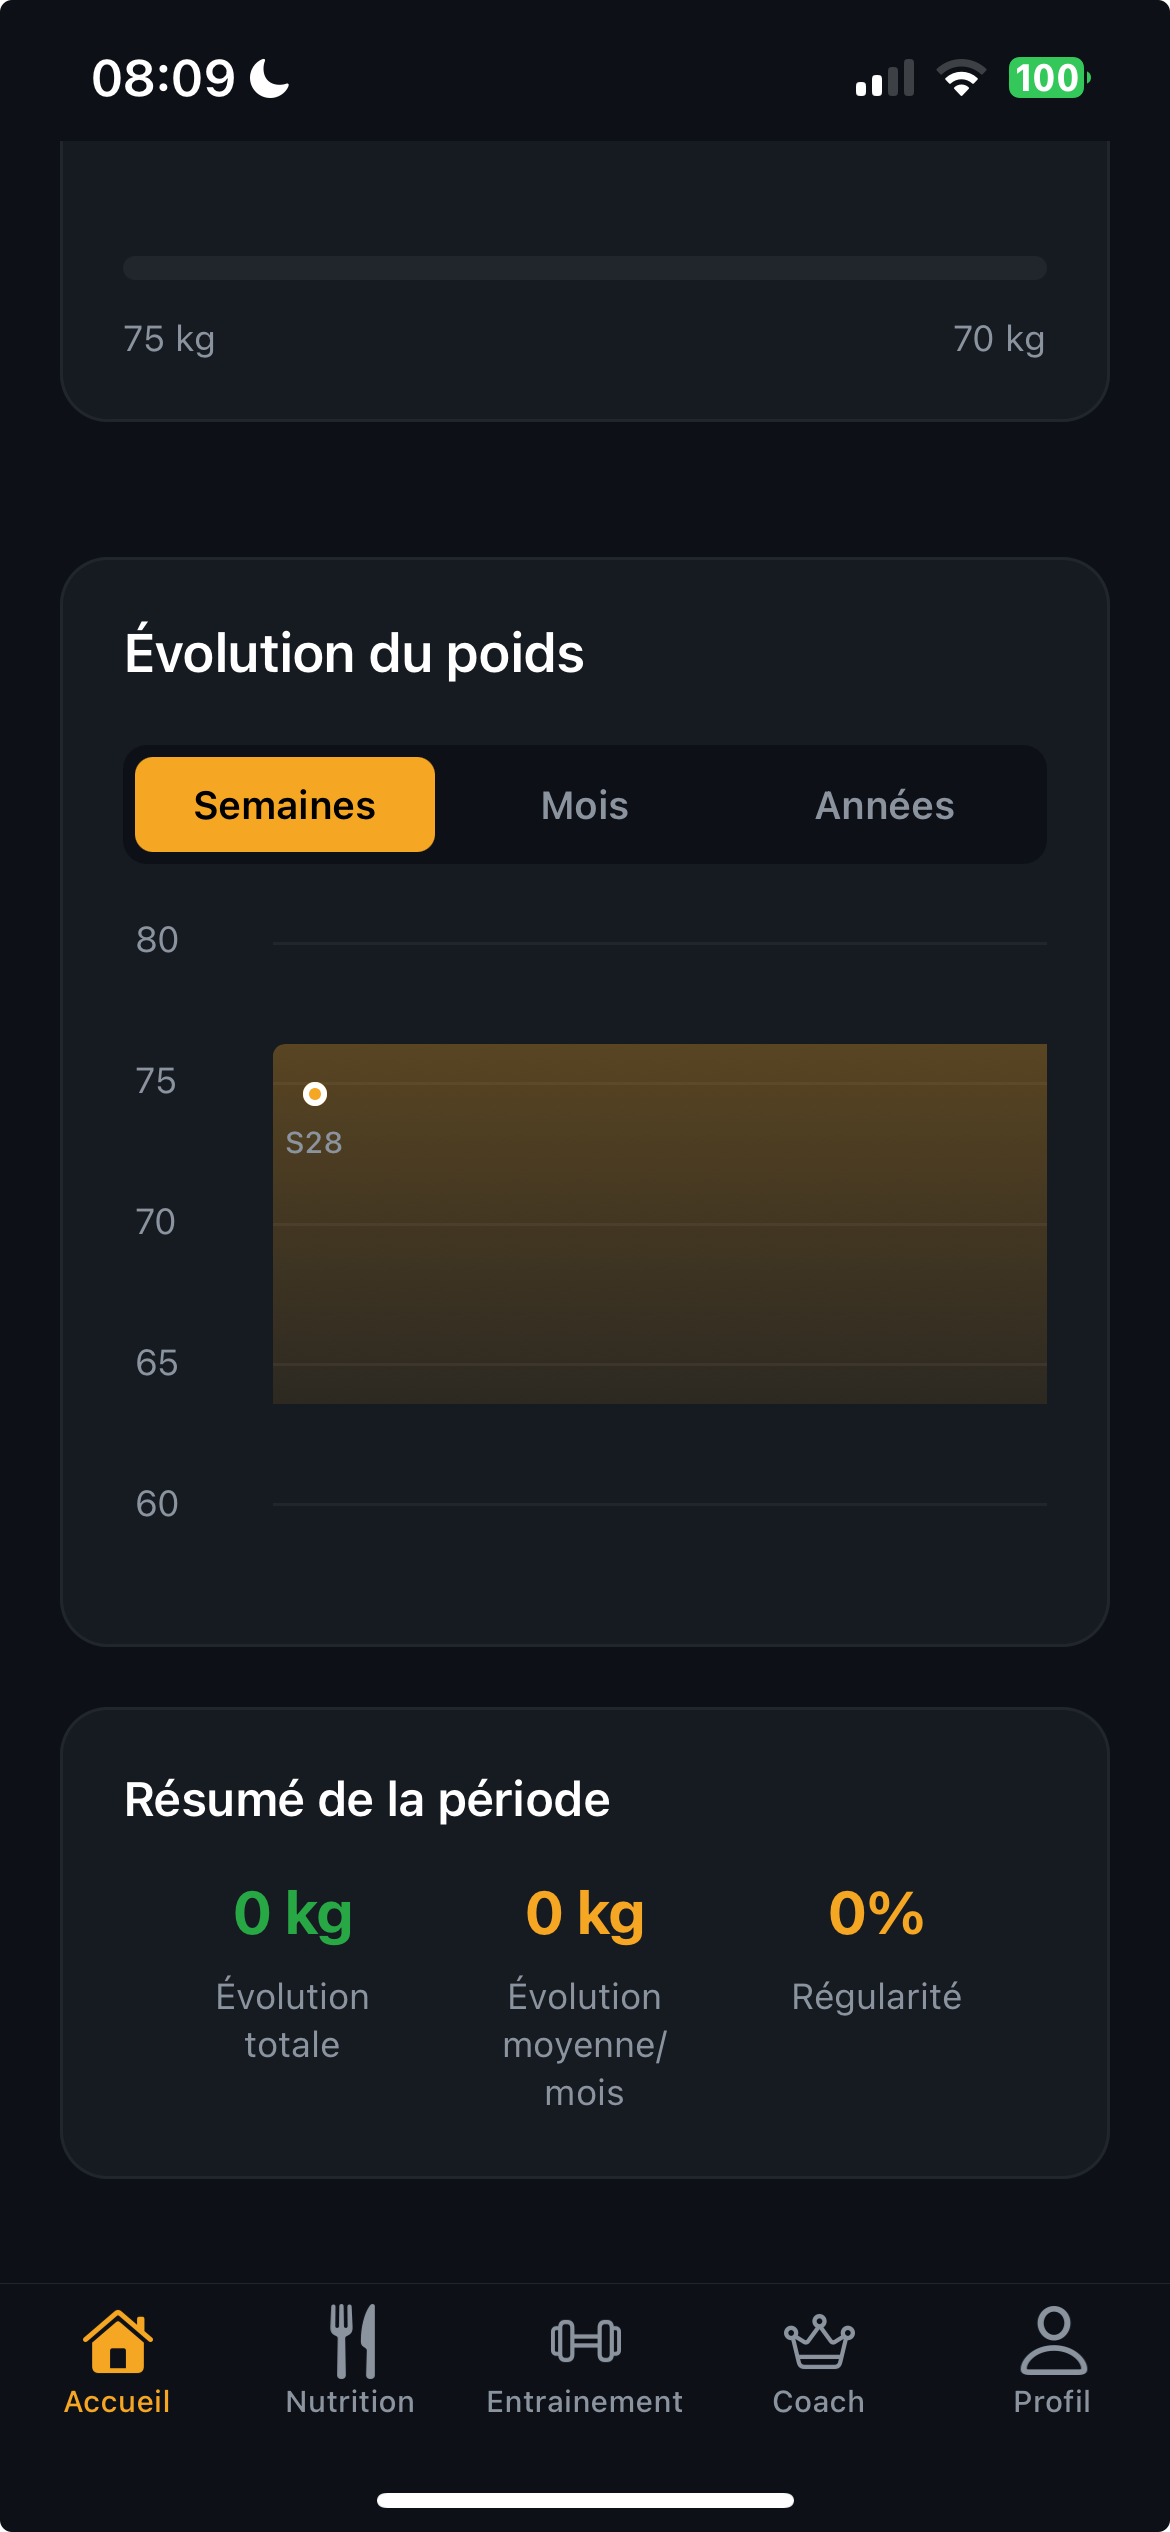 08:09
100
75 kg
70 kg
Évolution du poids
Semaines
Mois
Années
80
75
S28
70
65
60
Résumé de la période
0 kg
0 kg
0%
Évolution
totale
Évolution
moyenne/
mois
Régularité
Accueil
Nutrition
Entrainement
Coach
Profil